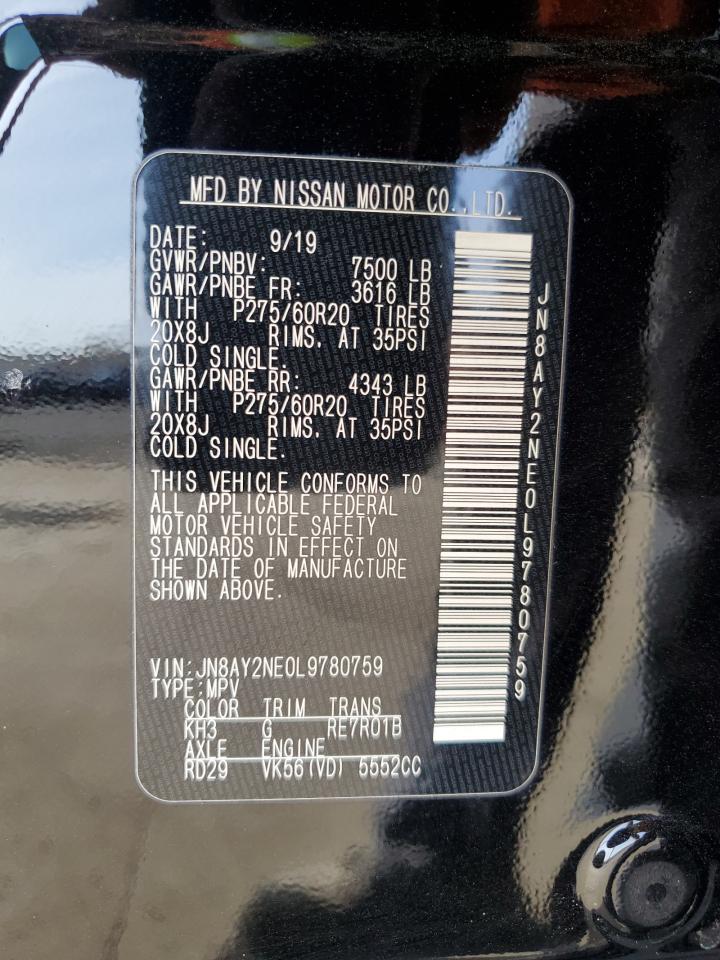 MFD BY NISSAN MOTOR CO.,LTD.
DATE: 9/19
GVWR/PNBV: 7500 LB
GAWR/PNBE FR: 3616 LB
WITH P275/60R20 TIRES
20X8J RIMS. AT 35PSI
COLD SINGLE.
GAWR/PNBE RR: 4343 LB
WITH P275/60R20 TIRES
20X8J RIMS. AT 35PSI
COLD SINGLE.
THIS VEHICLE CONFORMS TO
ALL APPLICABLE FEDERAL
MOTOR VEHICLE SAFETY
STANDARDS IN EFFECT ON
THE DATE OF MANUFACTURE
SHOWN ABOVE.
VIN:JN8AY2NE0L9780759
TYPE:MPV
COLOR TRIM TRANS
KH3 G RE7R01B
AXLE ENGINE
RD29 VK56(VD) 5552CC
JN8AY2NE0L9780759